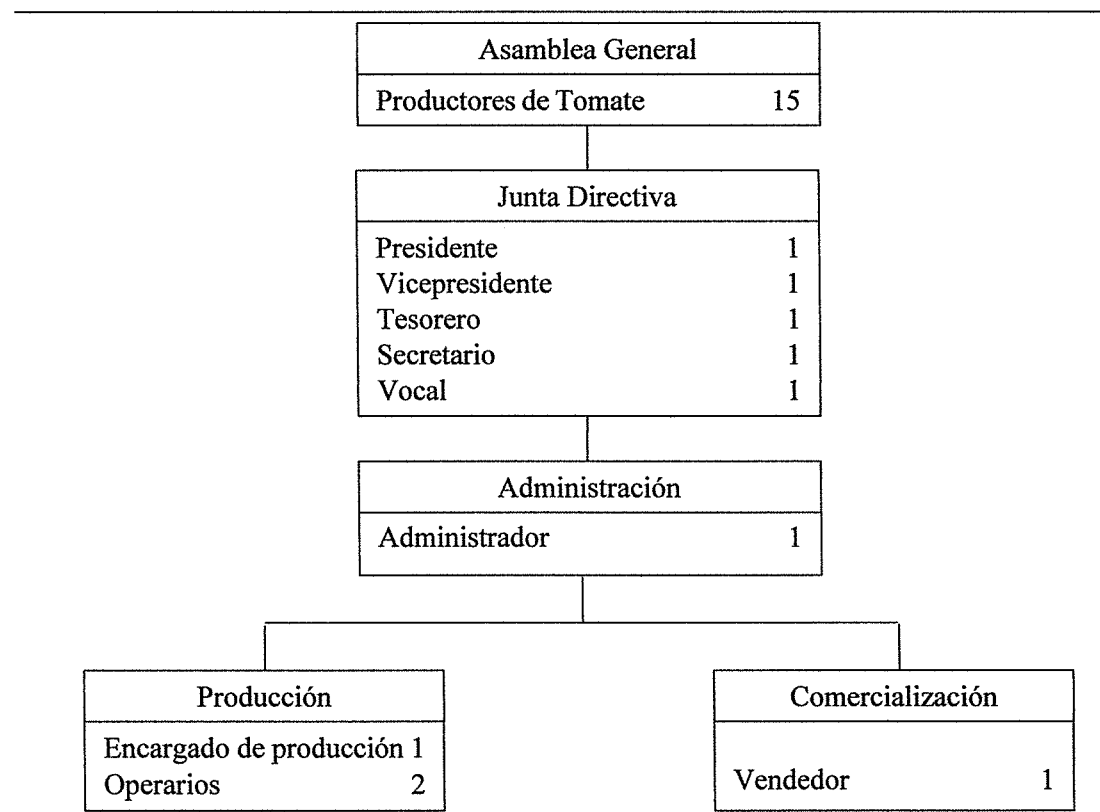 Asamblea General
Productores de Tomate 15
Junta Directiva
Presidente 1
Vicepresidente 1
Tesorero 1
Secretario 1
Vocal 1
Administración
Administrador 1
Producción
Encargado de producción 1
Operarios 2
Comercialización
Vendedor 1